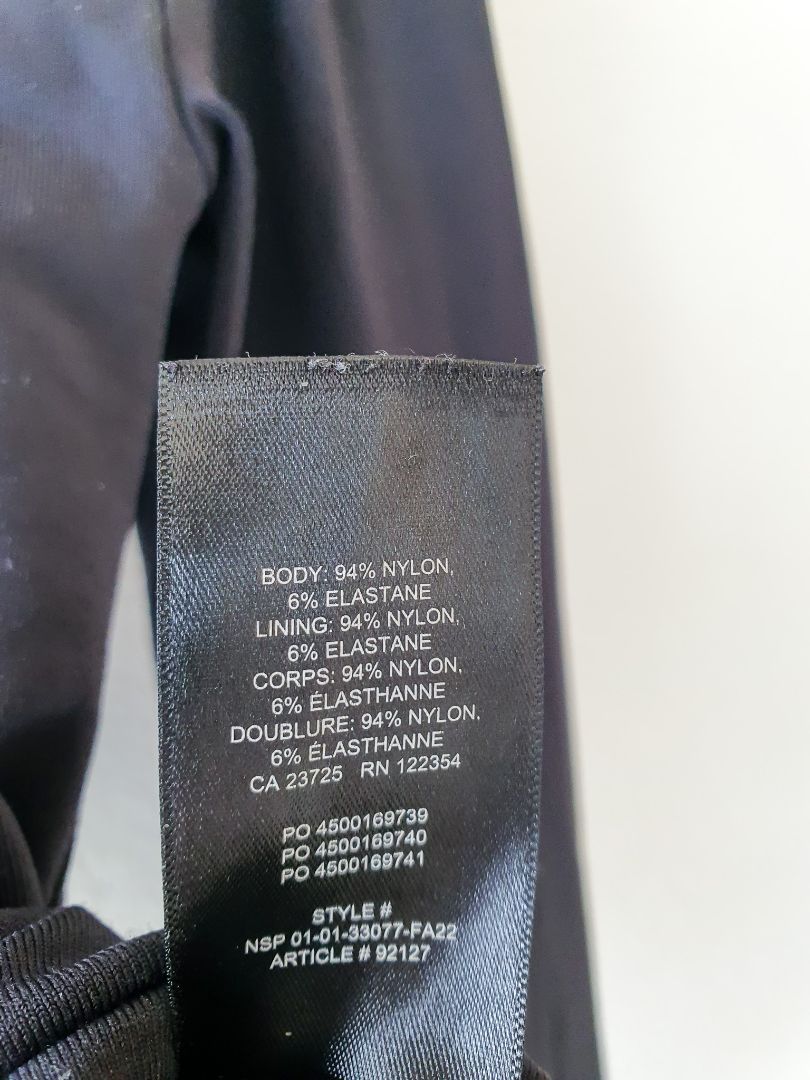 BODY: 94% NYLON,
6% ELASTANE
LINING: 94% NYLON,
6% ELASTANE
CORPS: 94% NYLON,
6% ÉLASTHANNE
DOUBLURE: 94% NYLON,
6% ÉLASTHANNE
CA 23725 RN 122354
PO 4500169739
PO 4500169740
PO 4500169741
STYLE #
NSP 01-01-33077-FA22
ARTICLE # 92127